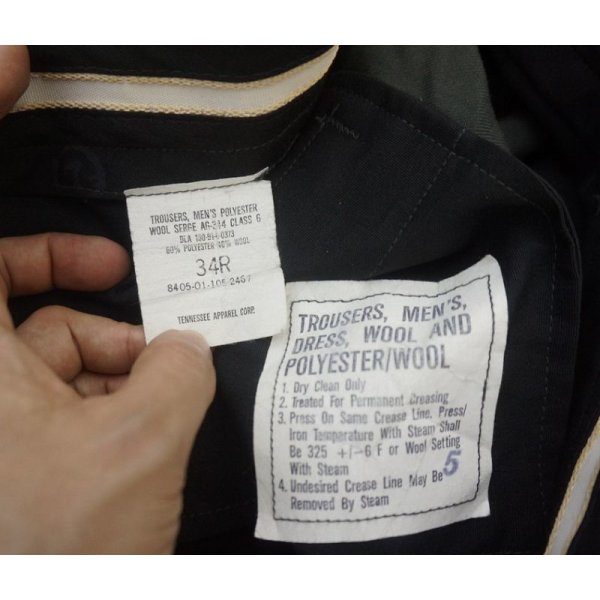 TROUSERS, MEN'S POLYESTER
WOOL SERGE AG-344 CLASS 6
DLA 100-81-0373
60% POLYESTER 40% WOOL
34R
8405-01-105-2467
TENNESSEE APPAREL CORP.
TROUSERS, MEN'S,
DRESS, WOOL AND
POLYESTER/WOOL
1. Dry Clean Only
2. Treated For Permanent Creasing
3. Press On Same Crease Line, Press/
Iron Temperature With Steam Shall
Be 325 +/-6 F or Wool Setting
With Steam
4. Undesired Crease Line May Be
Removed By Steam
5